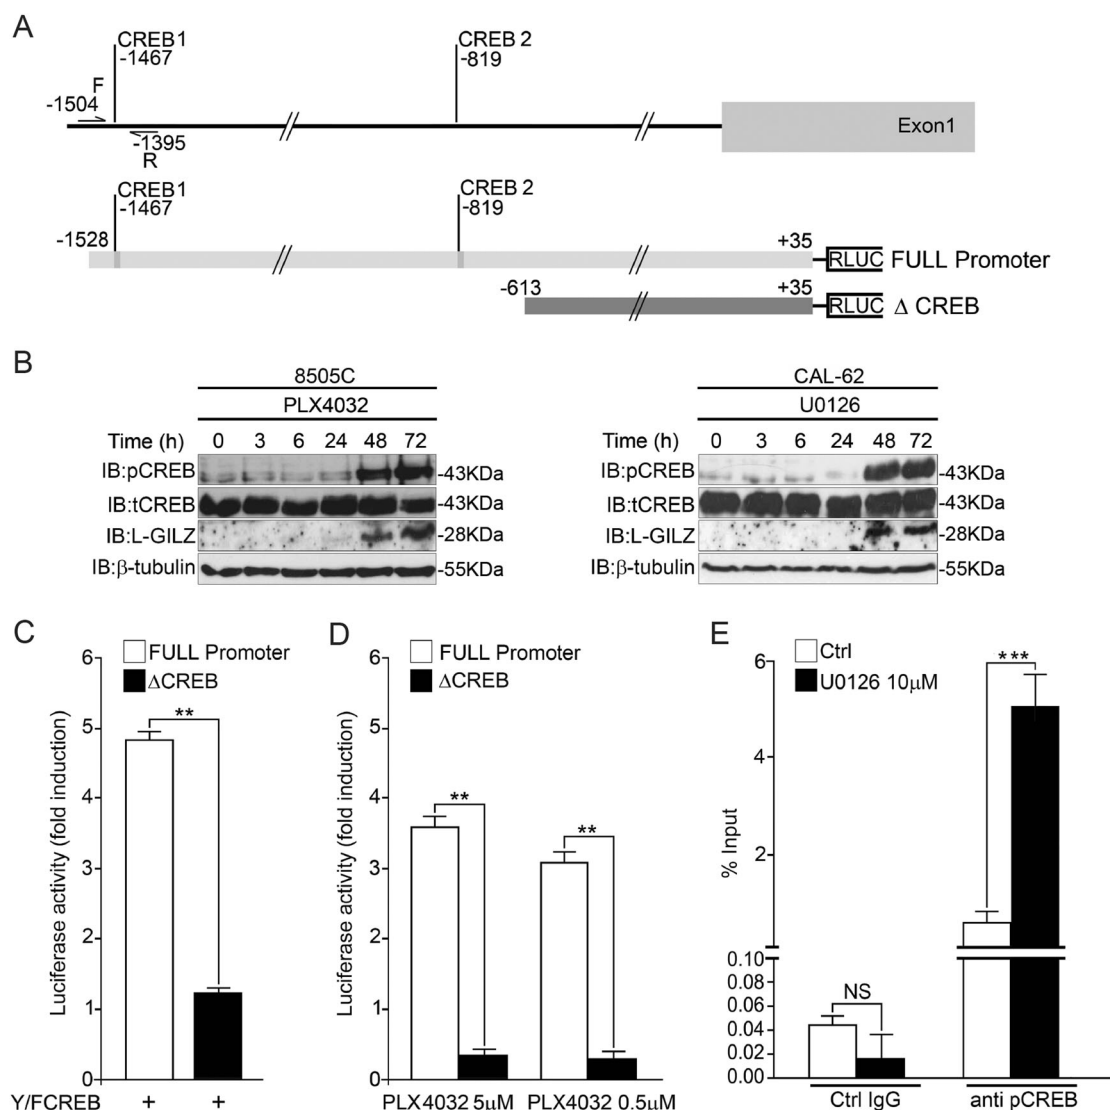 A
CREB1
-1467
CREB 2
-819
F
-1504
-1395
R
Exon1
CREB1
-1467
CREB 2
-819
-1528
+35
RLUC FULL Promoter
-613
+35
RLUC Δ CREB
B
8505C
PLX4032
Time (h) 0 3 6 24 48 72
IB:pCREB -43KDa
IB:tCREB -43KDa
IB:L-GILZ -28KDa
IB:β-tubulin -55KDa
CAL-62
U0126
Time (h) 0 3 6 24 48 72
IB:pCREB -43KDa
IB:tCREB -43KDa
IB:L-GILZ -28KDa
IB:β-tubulin -55KDa
C
FULL Promoter
ΔCREB
Luciferase activity (fold induction)
6
5
4
3
2
1
0
**
Y/FCREB + +
D
FULL Promoter
ΔCREB
Luciferase activity (fold induction)
6
5
4
3
2
1
0
**
**
PLX4032 5μM PLX4032 0.5μM
E
Ctrl
U0126 10μM
% Input
6
4
2
0.10
0.08
0.06
0.04
0.02
0.00
NS
***
Ctrl IgG anti pCREB